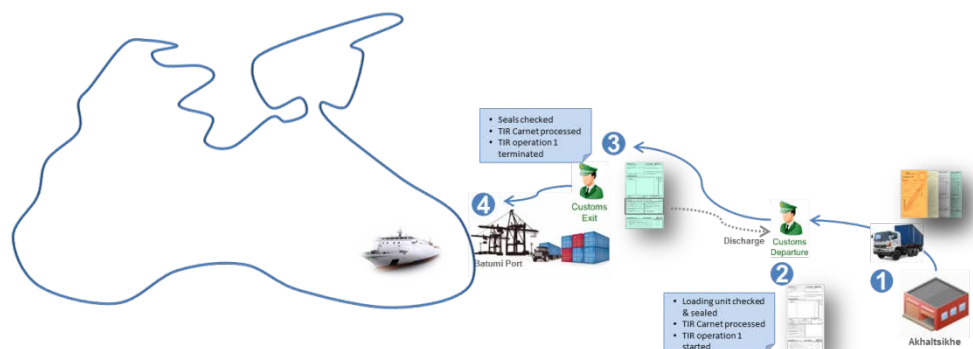 • Seals checked
• TIR Carnet processed
• TIR operation 1
terminated
3
4
Customs
Exit
Batumi Port
Discharge
Customs
Departure
2
1
• Loading unit checked
& sealed
• TIR Carnet processed
• TIR operation 1
started
Akhaltsikhe